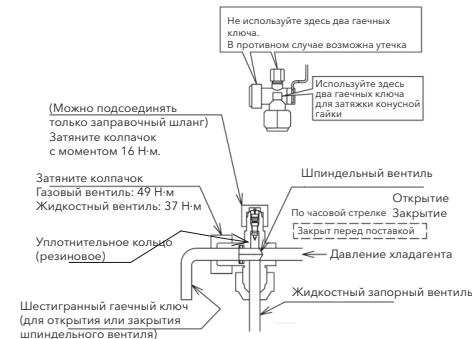 Не используйте здесь два гаечных
ключа.
В противном случае возможна утечка
Используйте здесь
два гаечных ключа
для затяжки конусной
гайки
(Можно подсоединять
только заправочный шланг)
Затяните колпачок
с моментом 16 Н·м.
Затяните колпачок
Газовый вентиль: 49 Н·м
Жидкостный вентиль: 37 Н·м
Уплотнительное кольцо
(резиновое)
Шестигранный гаечный ключ
(для открытия или закрытия
шпиндельного вентиля)
Шпиндельный вентиль
Открытие
По часовой стрелке Закрытие
Закрыт перед поставкой
Давление хладагента
Жидкостный запорный вентиль